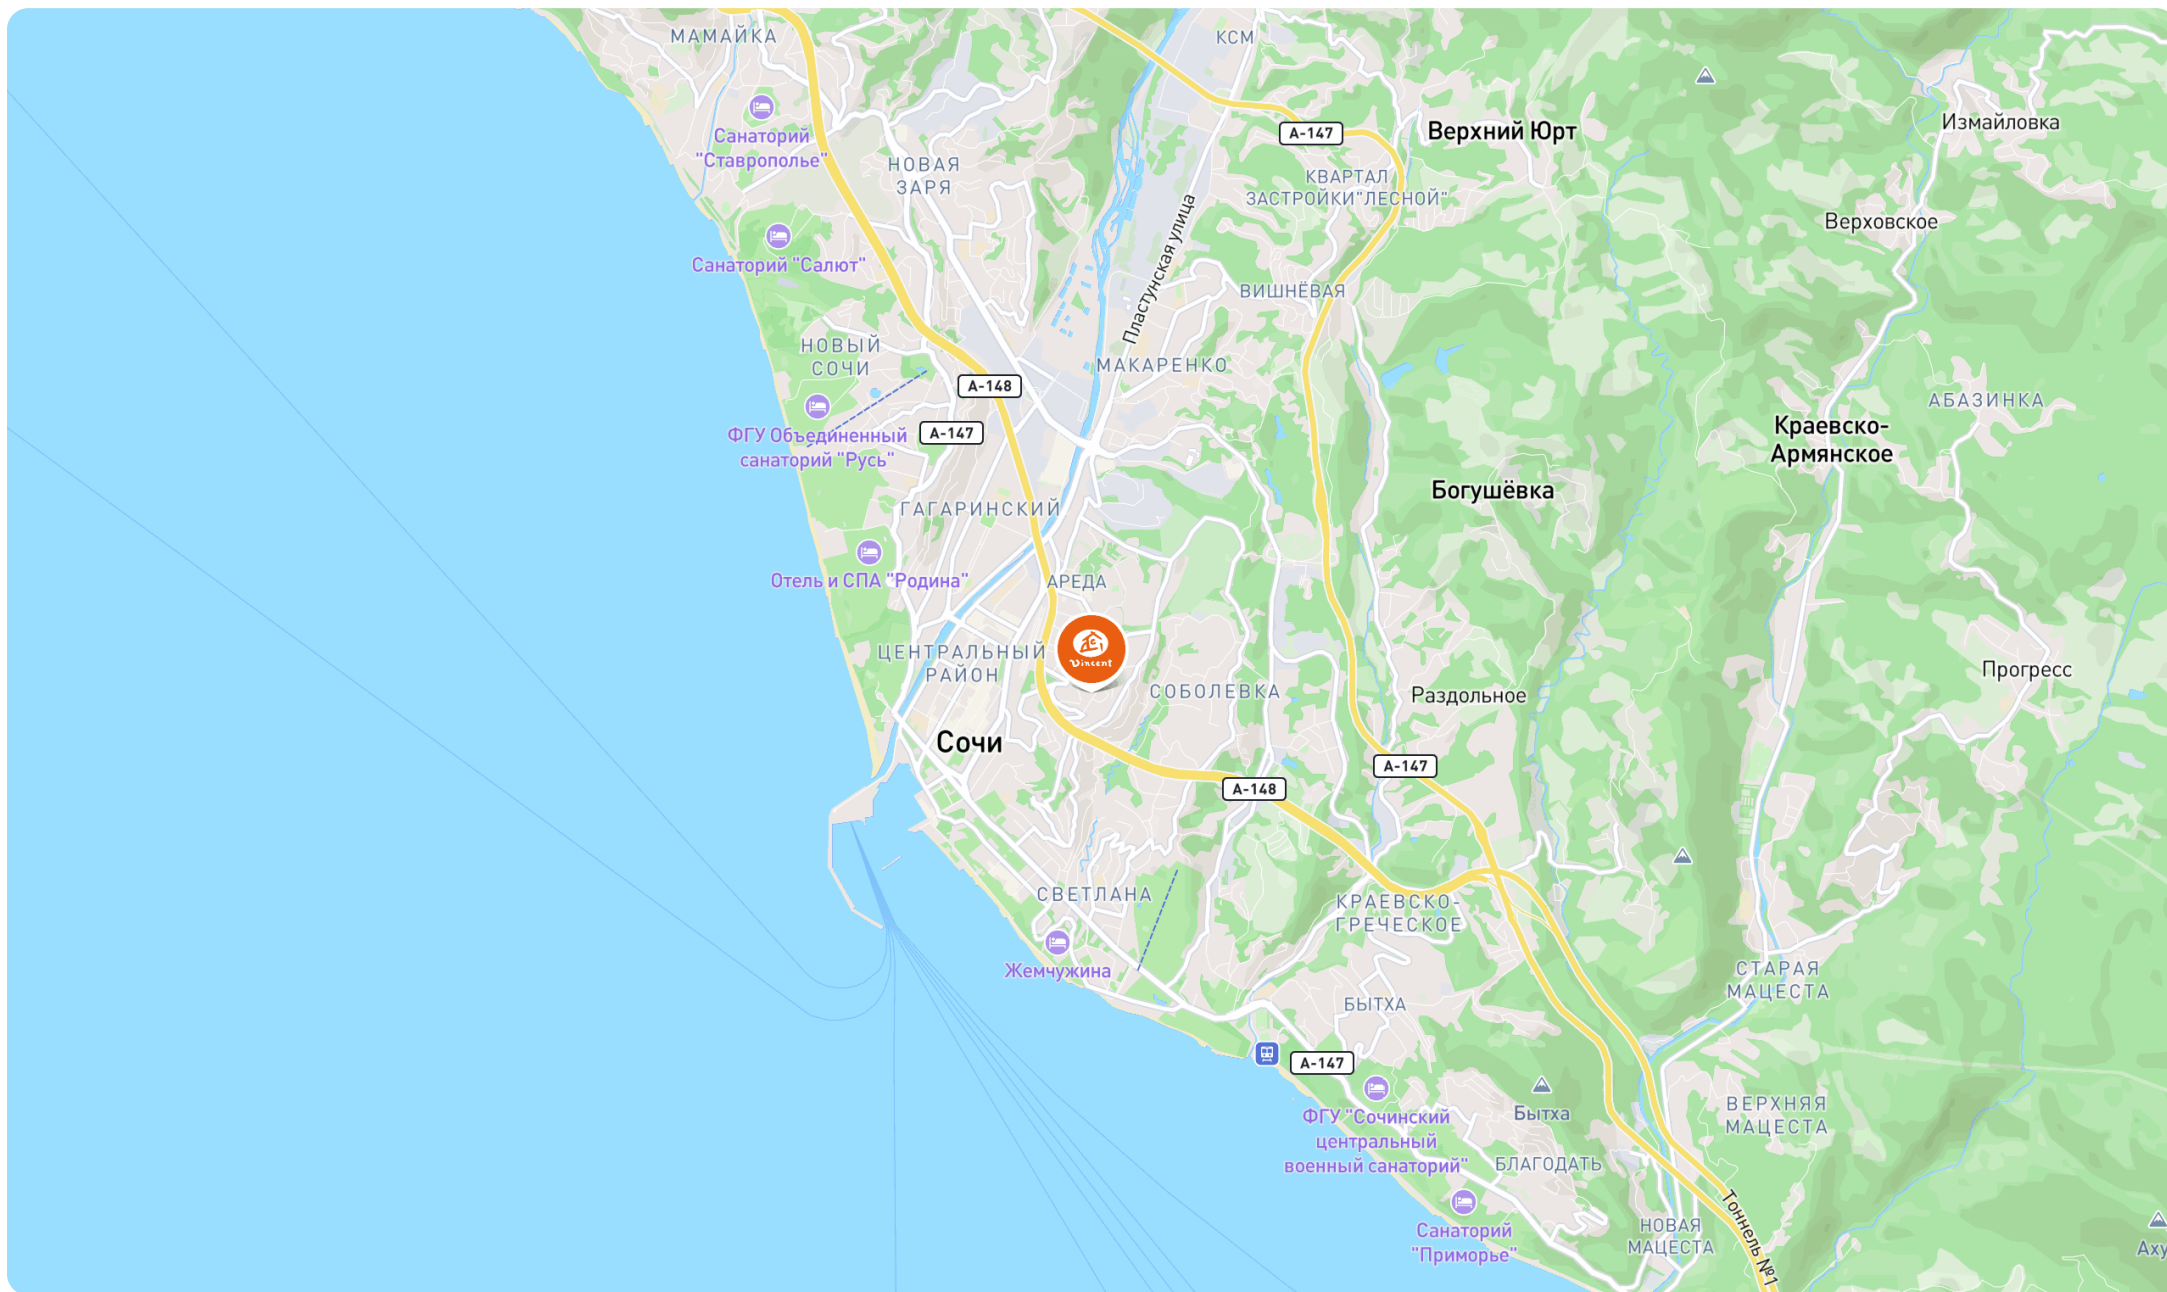 МАМАЙКА
КСМ
А-147
Верхний Юрт
Измайловка
Санаторий
"Ставрополье"
НОВАЯ
ЗАРЯ
КВАРТАЛ
ЗАСТРОЙКИ"ЛЕСНОЙ"
Верховское
Пластунская улица
Санаторий "Салют"
ВИШНЁВАЯ
НОВЫЙ
СОЧИ
МАКАРЕНКО
А-148
АБАЗИНКА
А-147
ФГУ Объединенный
санаторий "Русь"
Краевско-
Армянское
Богушёвка
ГАГАРИНСКИЙ
Отель и СПА "Родина"
АРЕДА
Vincent
ЦЕНТРАЛЬНЫЙ
РАЙОН
СОБОЛЕВКА
Раздольное
Прогресс
Сочи
А-147
А-148
СВЕТЛАНА
КРАЕВСКО-
ГРЕЧЕСКОЕ
Жемчужина
СТАРАЯ
МАЦЕСТА
БЫТХА
А-147
ФГУ "Сочинский
центральный
военный санаторий"
Бытха
ВЕРХНЯЯ
МАЦЕСТА
БЛАГОДАТЬ
Санаторий
"Приморье"
НОВАЯ
МАЦЕСТА
Тоннель №1
Аху